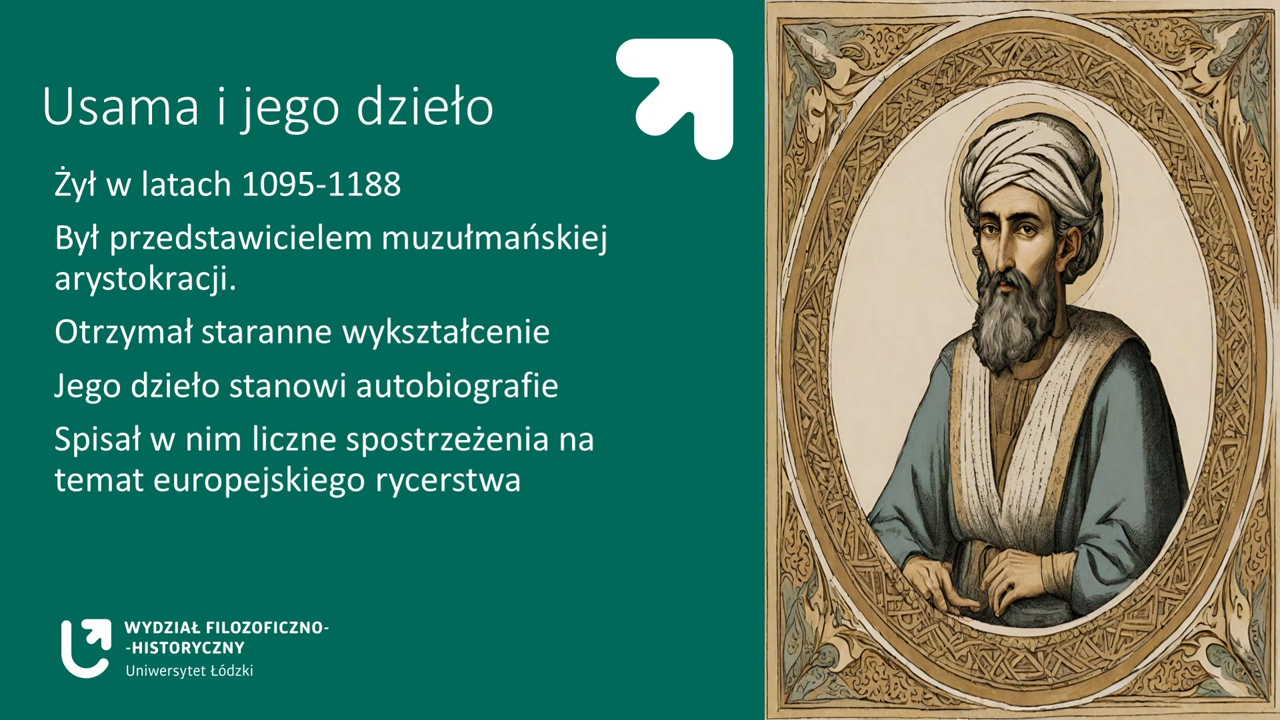 Usama i jego dzieło
Żył w latach 1095-1188
Był przedstawicielem muzułmańskiej
arystokracji.
Otrzymał staranne wykształcenie
Jego dzieło stanowi autobiografie
Spisał w nim liczne spostrzeżenia na
temat europejskiego rycerstwa
WYDZIAŁ FILOZOFICZNO-
-HISTORYCZNY
Uniwersytet Łódzki